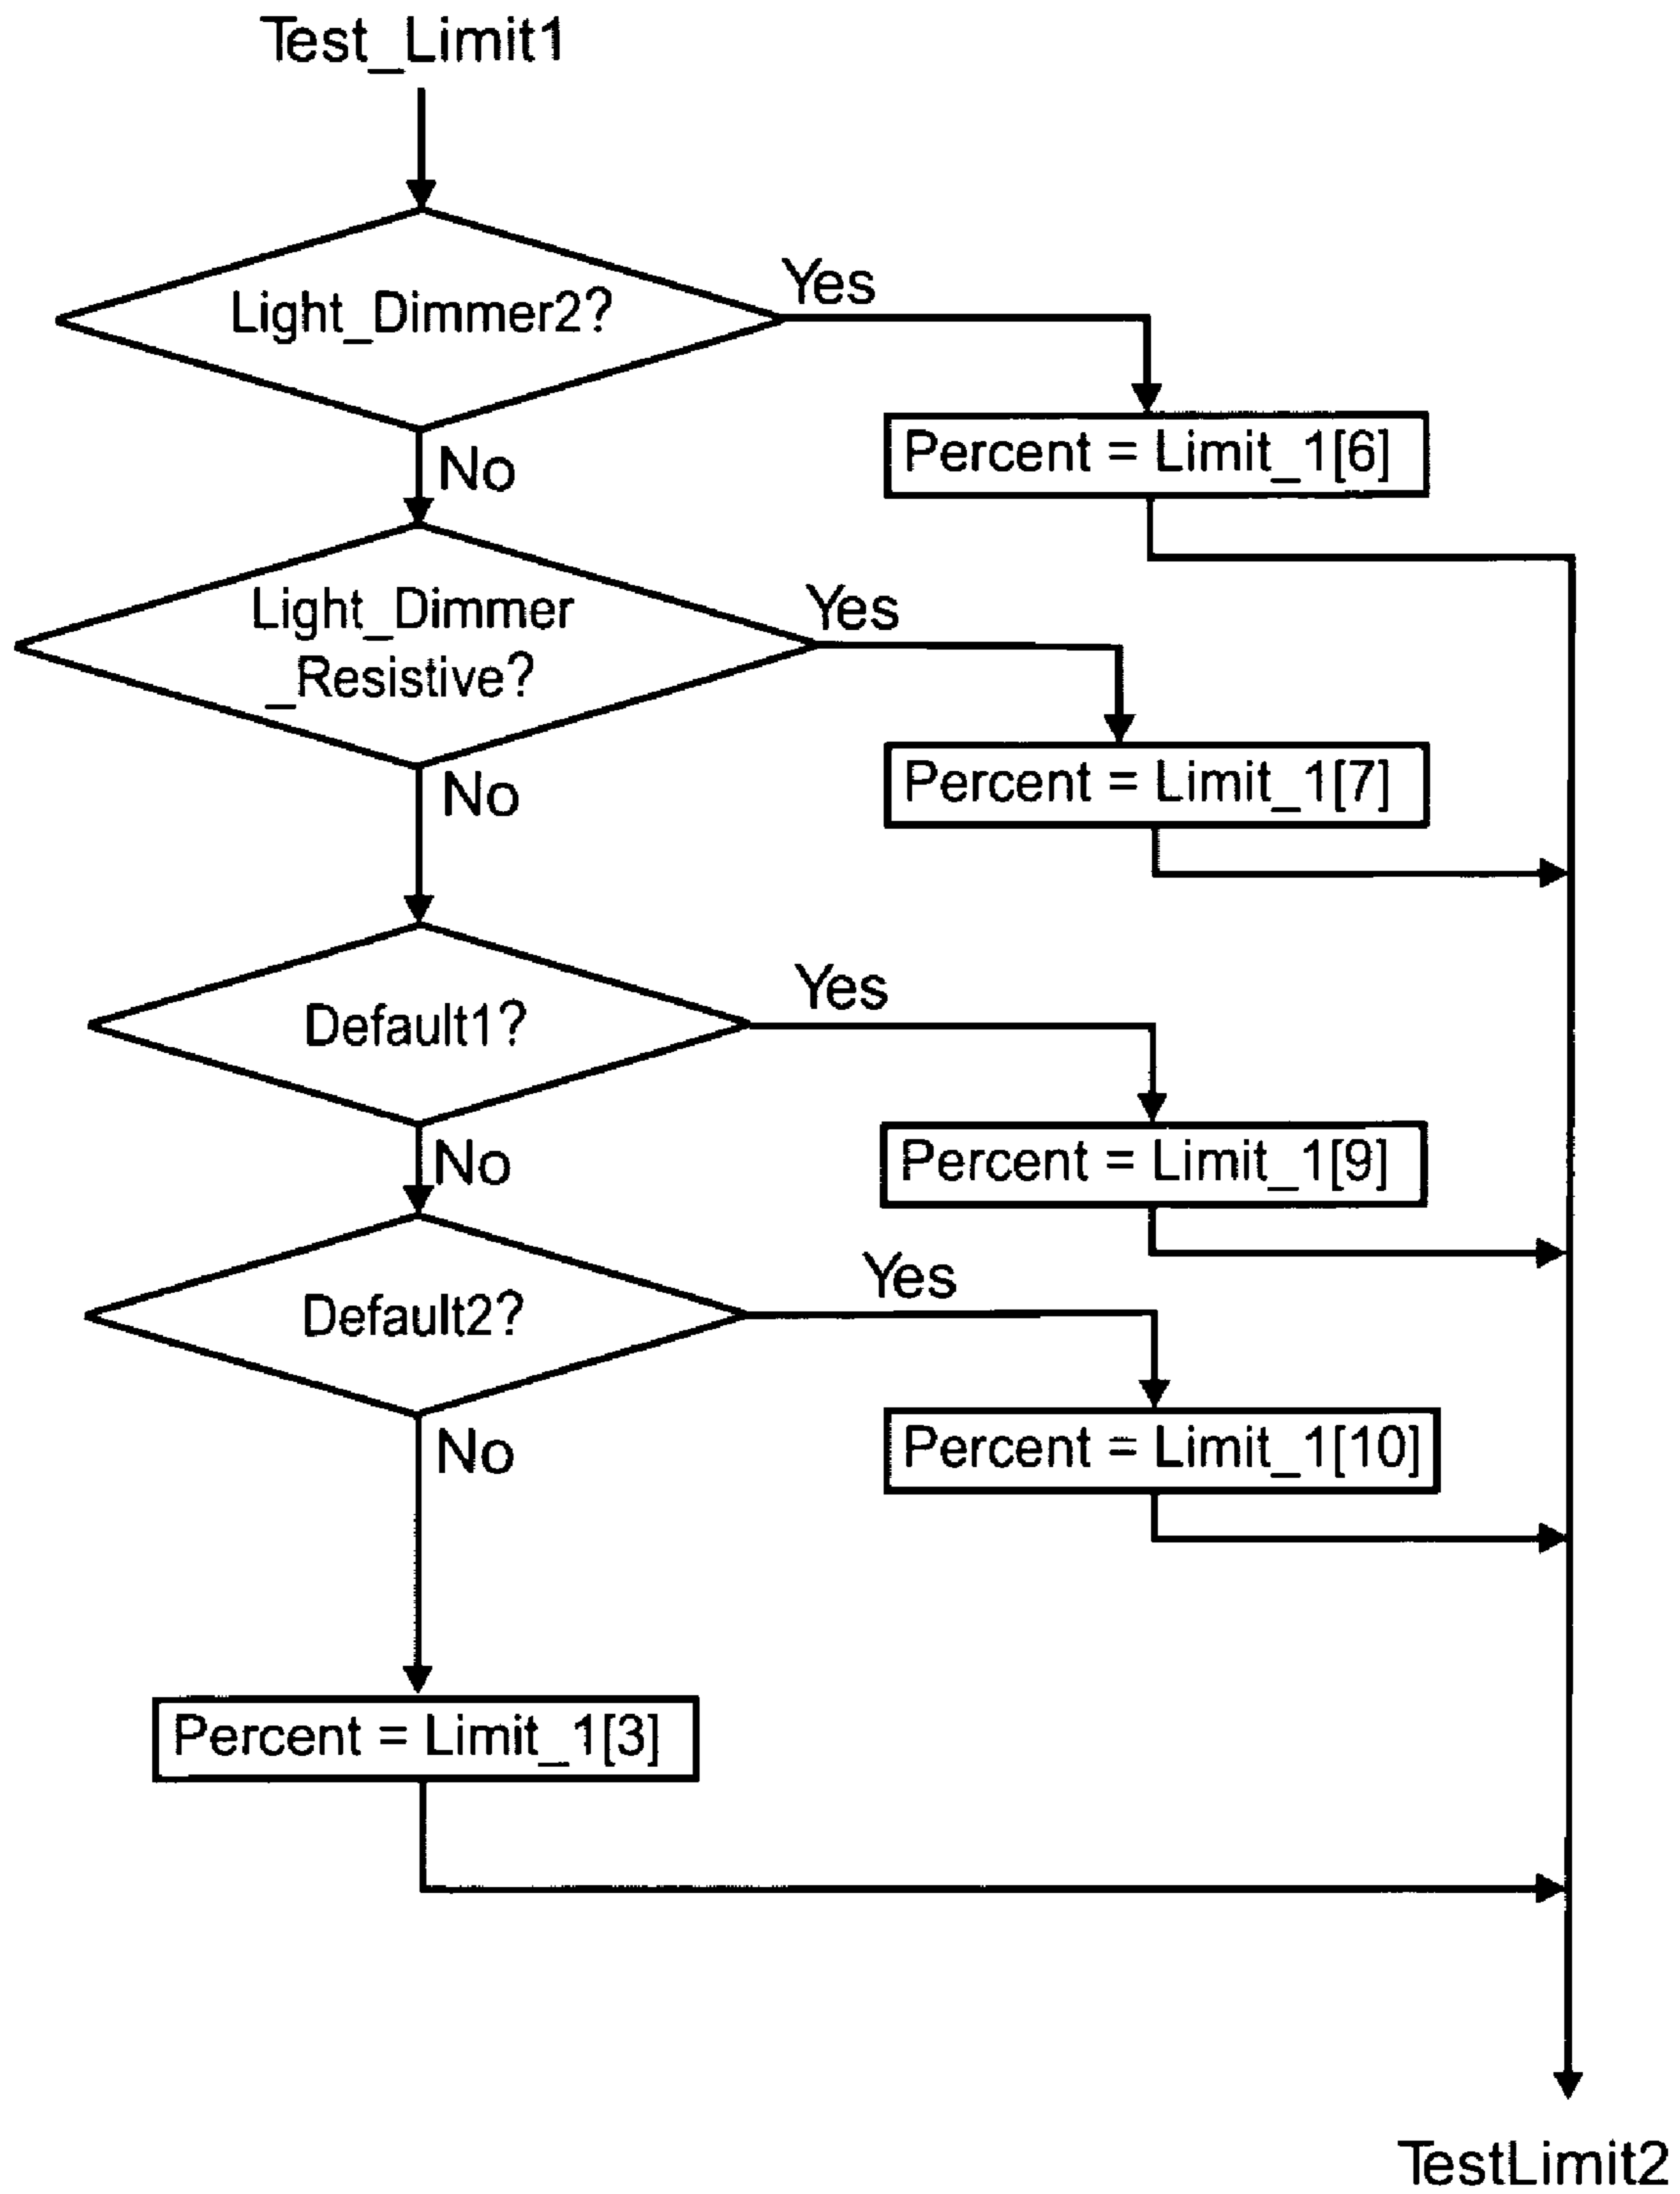 Test_Limit1
Light_Dimmer2?
Yes
Percent = Limit_1[6]
No
Light_Dimmer
_Resistive?
Yes
Percent = Limit_1[7]
No
Default1?
Yes
Percent = Limit_1[9]
No
Default2?
Yes
Percent = Limit_1[10]
No
Percent = Limit_1[3]
TestLimit2